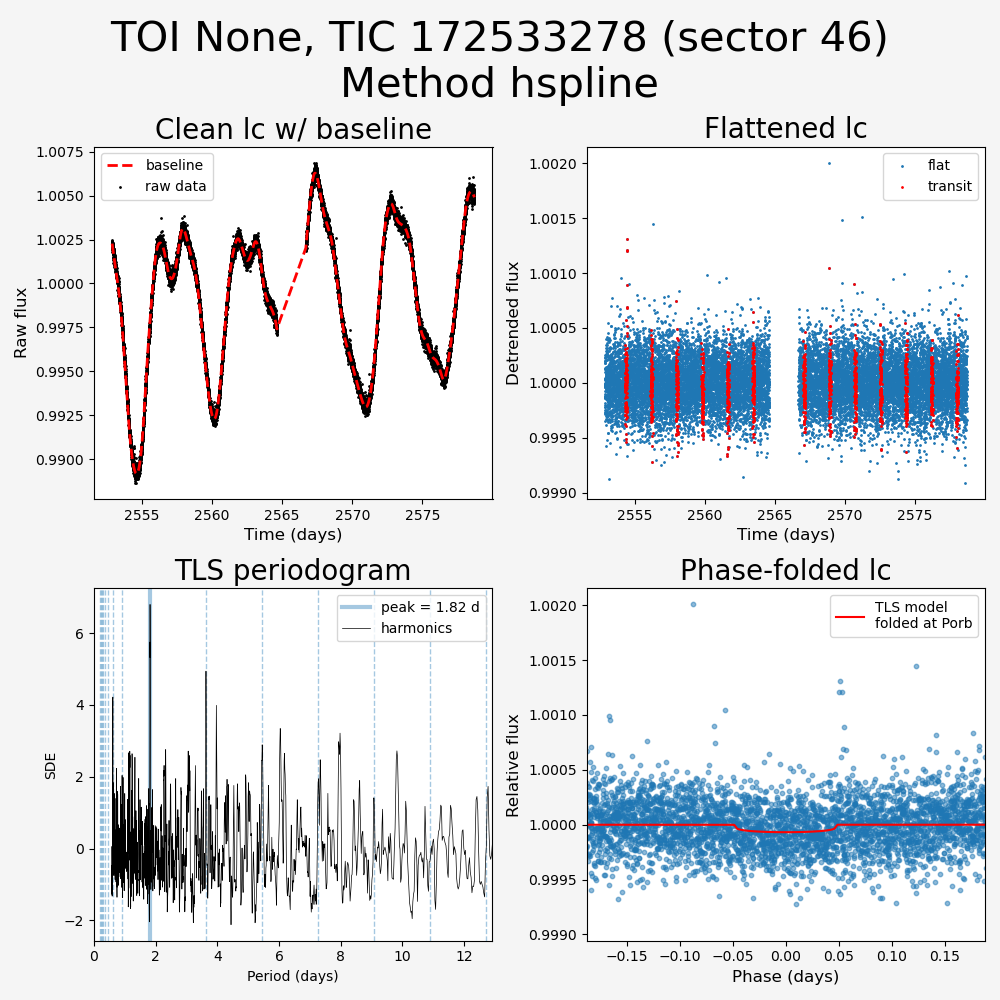 TOI None, TIC 172533278 (sector 46)
Method hspline
Clean lc w/ baseline
Raw flux
1.0075
1.0050
1.0025
1.0000
0.9975
0.9950
0.9925
0.9900
baseline
raw data
2555
2560
2565
2570
2575
Time (days)
Flattened lc
Detrended flux
1.0020
1.0015
1.0010
1.0005
1.0000
0.9995
0.9990
flat
transit
2555
2560
2565
2570
2575
Time (days)
TLS periodogram
SDE
6
4
2
0
−2
peak = 1.82 d
harmonics
0
2
4
6
8
10
12
Period (days)
Phase-folded lc
Relative flux
1.0020
1.0015
1.0010
1.0005
1.0000
0.9995
0.9990
TLS model
folded at Porb
−0.15
−0.10
−0.05
0.00
0.05
0.10
0.15
Phase (days)